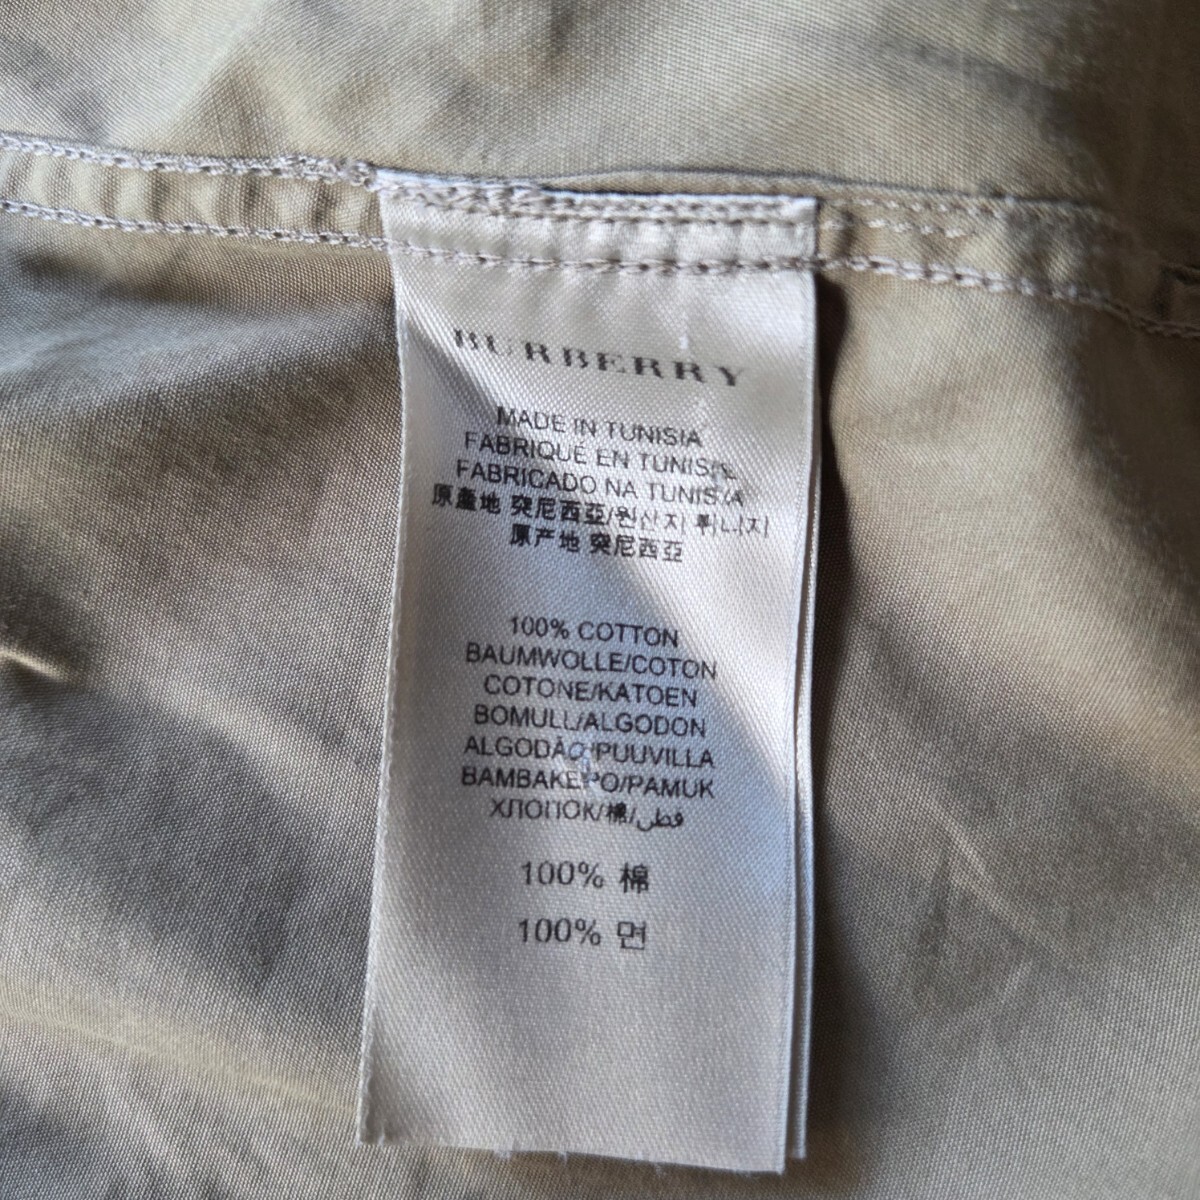 BURBERRY
MADE IN TUNISIA
FABRIQUÉ EN TUNISIE
FABRICADO NA TUNISIA
原產地 突尼西亞/원산지 튀니지
原产地 突尼西亞
100% COTTON
BAUMWOLLE/COTON
COTONE/KATOEN
BOMULL/ALGODON
ALGODÃO/PUUVILLA
BAMBAKEPO/PAMUK
ХЛОПОК/棉/قطن
100% 棉
100% 면